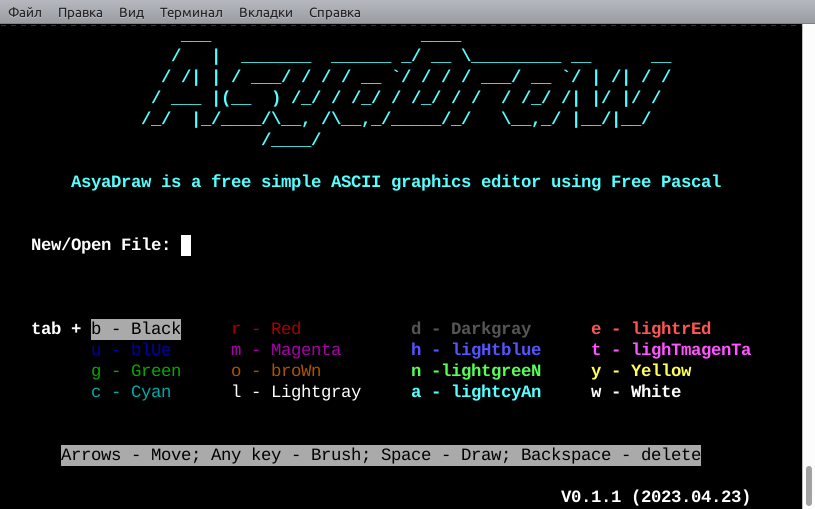 Файл Правка Вид Терминал Вкладки Справка
AsyaDraw
AsyaDraw is a free simple ASCII graphics editor using Free Pascal
New/Open File:
tab + b - Black r - Red d - Darkgray e - lightrEd
u - blUe m - Magenta h - ligHtblue t - lighTmagenTa
g - Green o - broWn n -lightgreeN y - Yellow
c - Cyan l - Lightgray a - lightcyAn w - White
Arrows - Move; Any key - Brush; Space - Draw; Backspace - delete
V0.1.1 (2023.04.23)